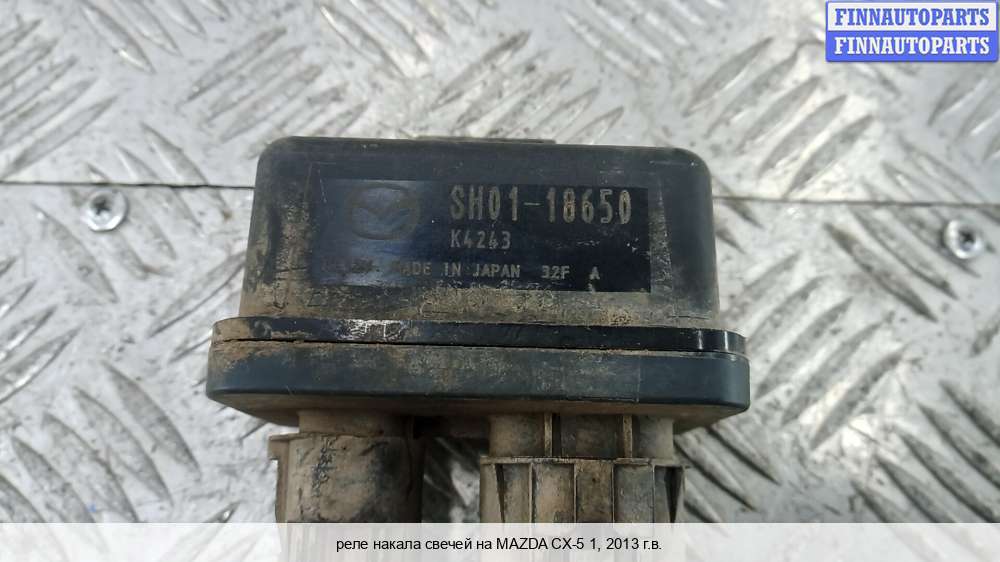 FINNAUTOPARTS
FINNAUTOPARTS
SH01-18650
K4243
MADE IN JAPAN 32F A
реле накала свечей на MAZDA CX-5 1, 2013 г.в.